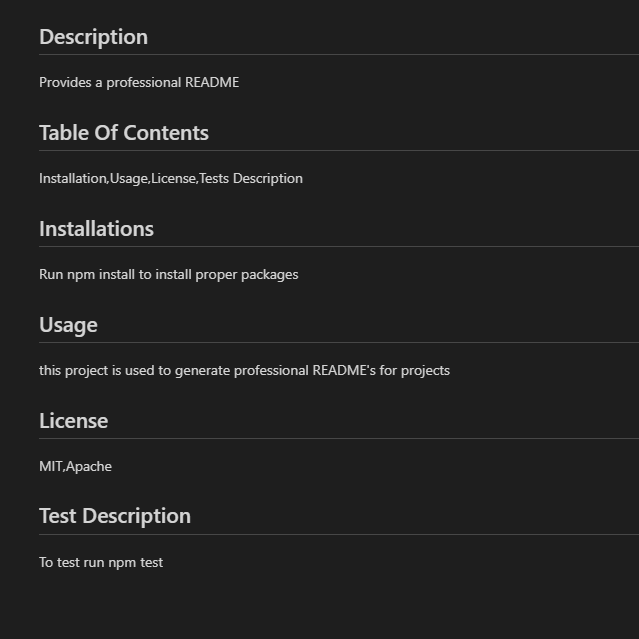 Description
Provides a professional README
Table Of Contents
Installation,Usage,License,Tests Description
Installations
Run npm install to install proper packages
Usage
this project is used to generate professional README's for projects
License
MIT,Apache
Test Description
To test run npm test